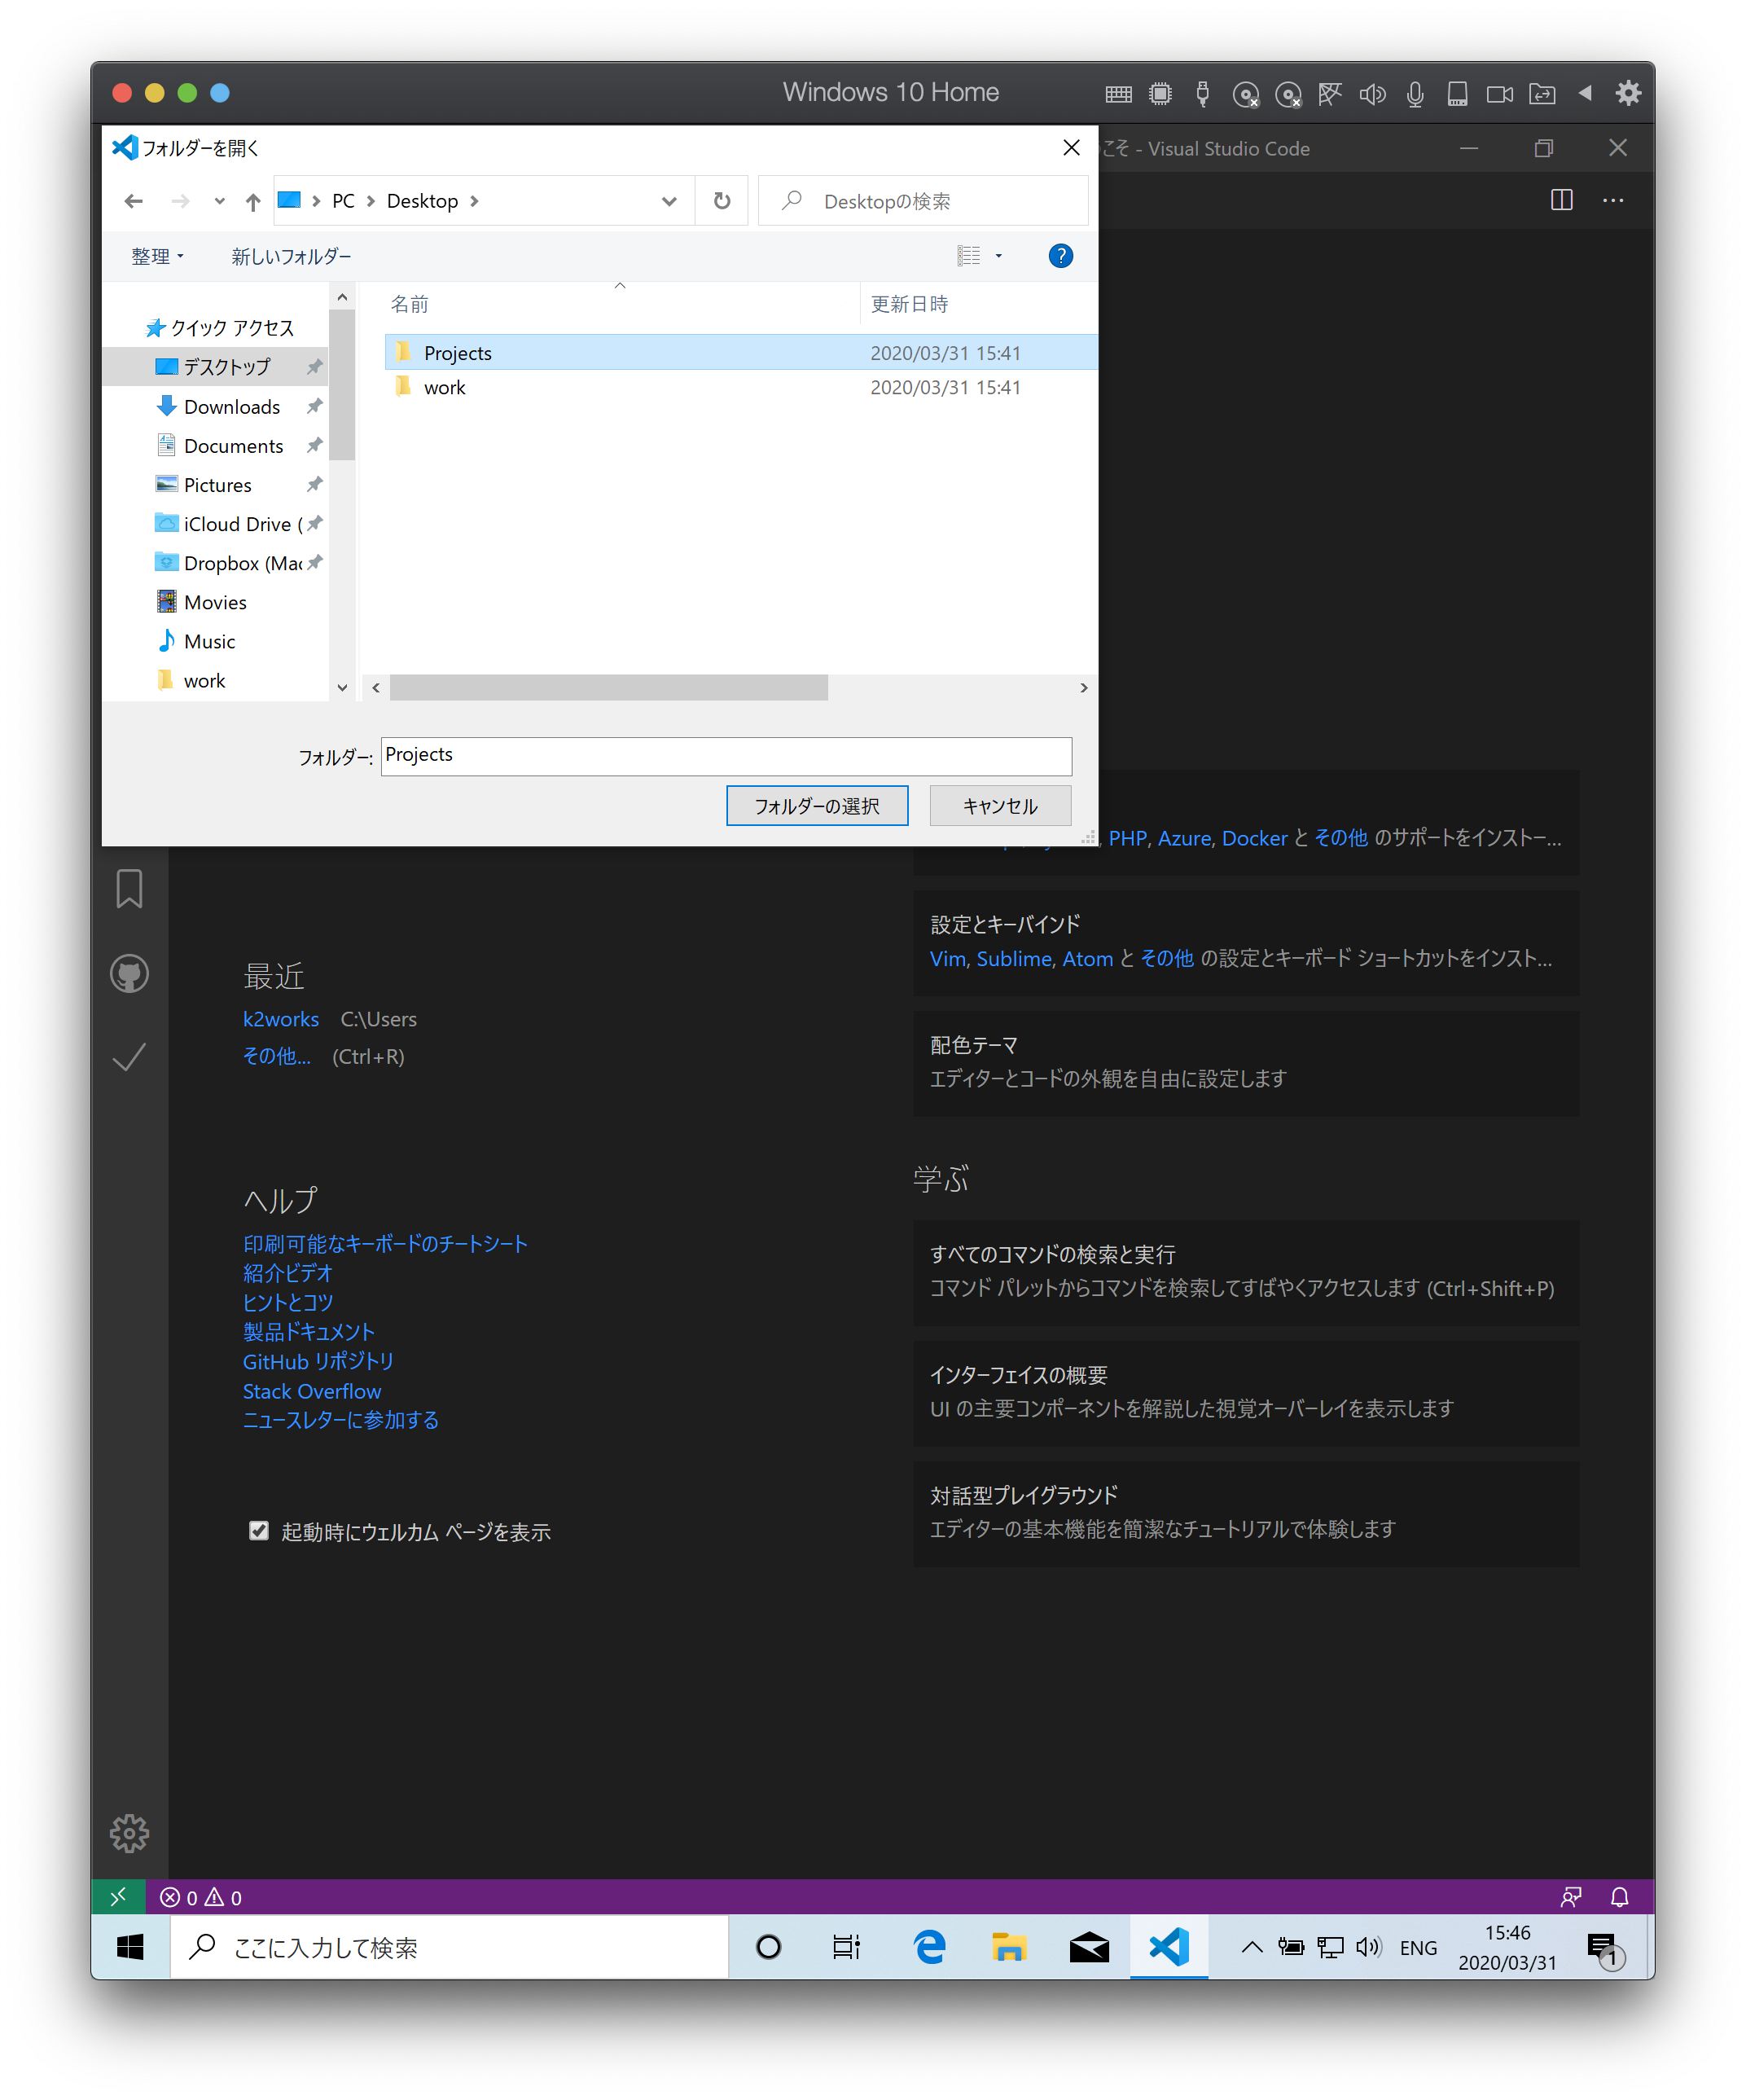 Windows 10 Home
フォルダーを開く
こそ - Visual Studio Code
PC
Desktop
Desktopの検索
整理
新しいフォルダー
名前
更新日時
クイック アクセス
デスクトップ
Downloads
Documents
Pictures
iCloud Drive (
Dropbox (Mac
Movies
Music
work
Projects
2020/03/31 15:41
work
2020/03/31 15:41
フォルダー:
Projects
フォルダーの選択
キャンセル
, PHP, Azure, Docker と その他 のサポートをインストー...
設定とキーバインド
Vim, Sublime, Atom と その他 の設定とキーボード ショートカットをインスト...
配色テーマ
エディターとコードの外観を自由に設定します
最近
k2works C:\Users
その他... (Ctrl+R)
ヘルプ
印刷可能なキーボードのチートシート
紹介ビデオ
ヒントとコツ
製品ドキュメント
GitHub リポジトリ
Stack Overflow
ニュースレターに参加する
起動時にウェルカム ページを表示
学ぶ
すべてのコマンドの検索と実行
コマンド パレットからコマンドを検索してすばやくアクセスします (Ctrl+Shift+P)
インターフェイスの概要
UI の主要コンポーネントを解説した視覚オーバーレイを表示します
対話型プレイグラウンド
エディターの基本機能を簡潔なチュートリアルで体験します
0
0
ここに入力して検索
ENG
15:46
2020/03/31
1